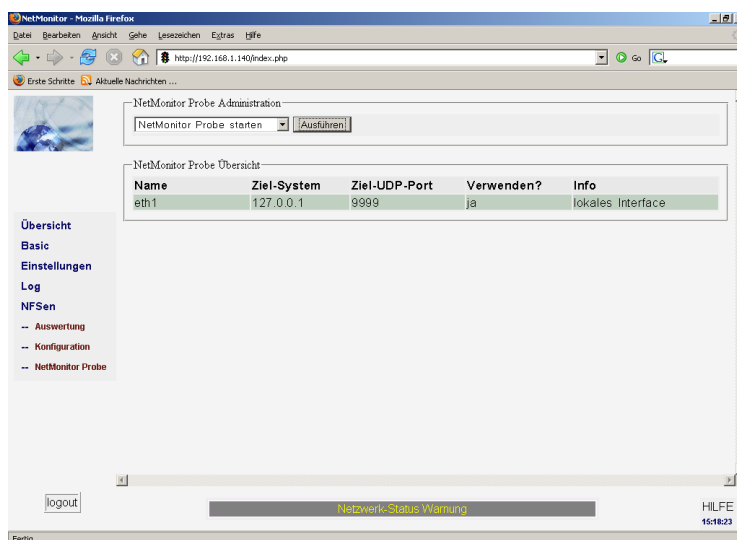 NetMonitor - Mozilla Firefox
Datei Bearbeiten Ansicht Gehe Lesezeichen Extras Hilfe
http://192.168.1.140/index.php
Go
G
Erste Schritte Aktuelle Nachrichten ...
NetMonitor Probe Administration
NetMonitor Probe starten Ausführen
NetMonitor Probe Übersicht
Name Ziel-System Ziel-UDP-Port Verwenden? Info
eth1 127.0.0.1 9999 ja lokales Interface
Übersicht
Basic
Einstellungen
Log
NFSen
-- Auswertung
-- Konfiguration
-- NetMonitor Probe
logout
Netzwerk-Status Warnung
HILFE
15:18:23
Fertig